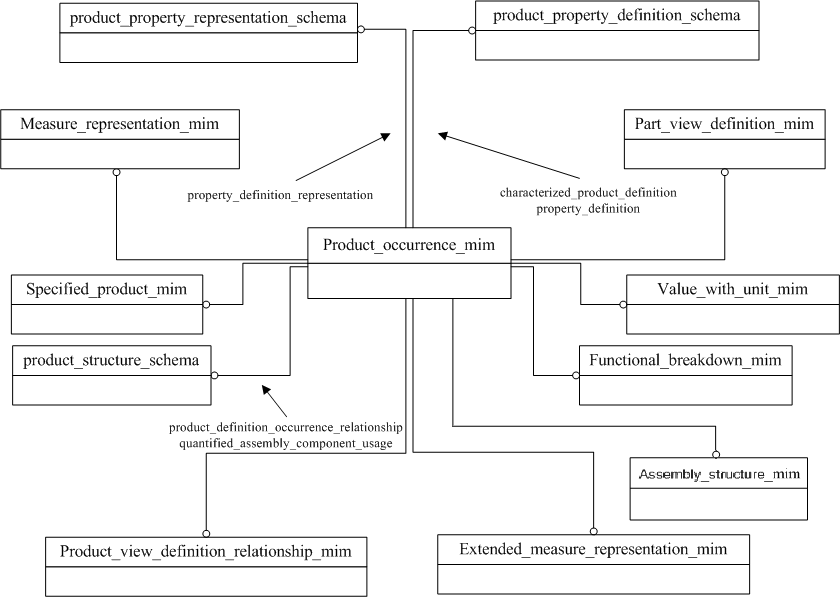 product_property_representation_schema
product_property_definition_schema
Measure_representation_mim
Part_view_definition_mim
property_definition_representation
characterized_product_definition
property_definition
Product_occurrence_mim
Specified_product_mim
Value_with_unit_mim
product_structure_schema
Functional_breakdown_mim
product_definition_occurrence_relationship
quantified_assembly_component_usage
Assembly_structure_mim
Product_view_definition_relationship_mim
Extended_measure_representation_mim